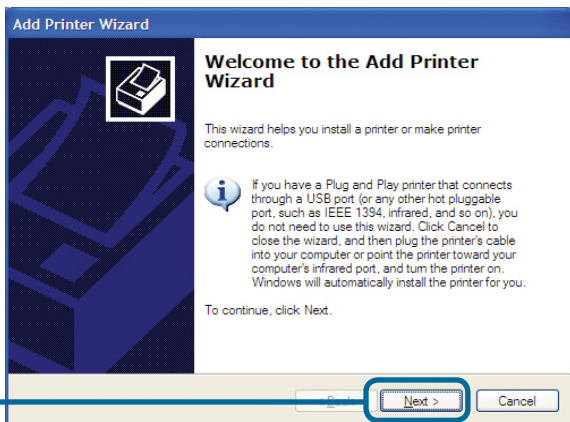 Add Printer Wizard
Welcome to the Add Printer
Wizard
This wizard helps you install a printer or make printer
connections.
If you have a Plug and Play printer that connects
through a USB port (or any other hot pluggable
port, such as IEEE 1394, infrared, and so on), you
do not need to use this wizard. Click Cancel to
close the wizard, and then plug the printer's cable
into your computer or point the printer toward your
computer's infrared port, and turn the printer on.
Windows will automatically install the printer for you.
To continue, click Next.
Next > Cancel